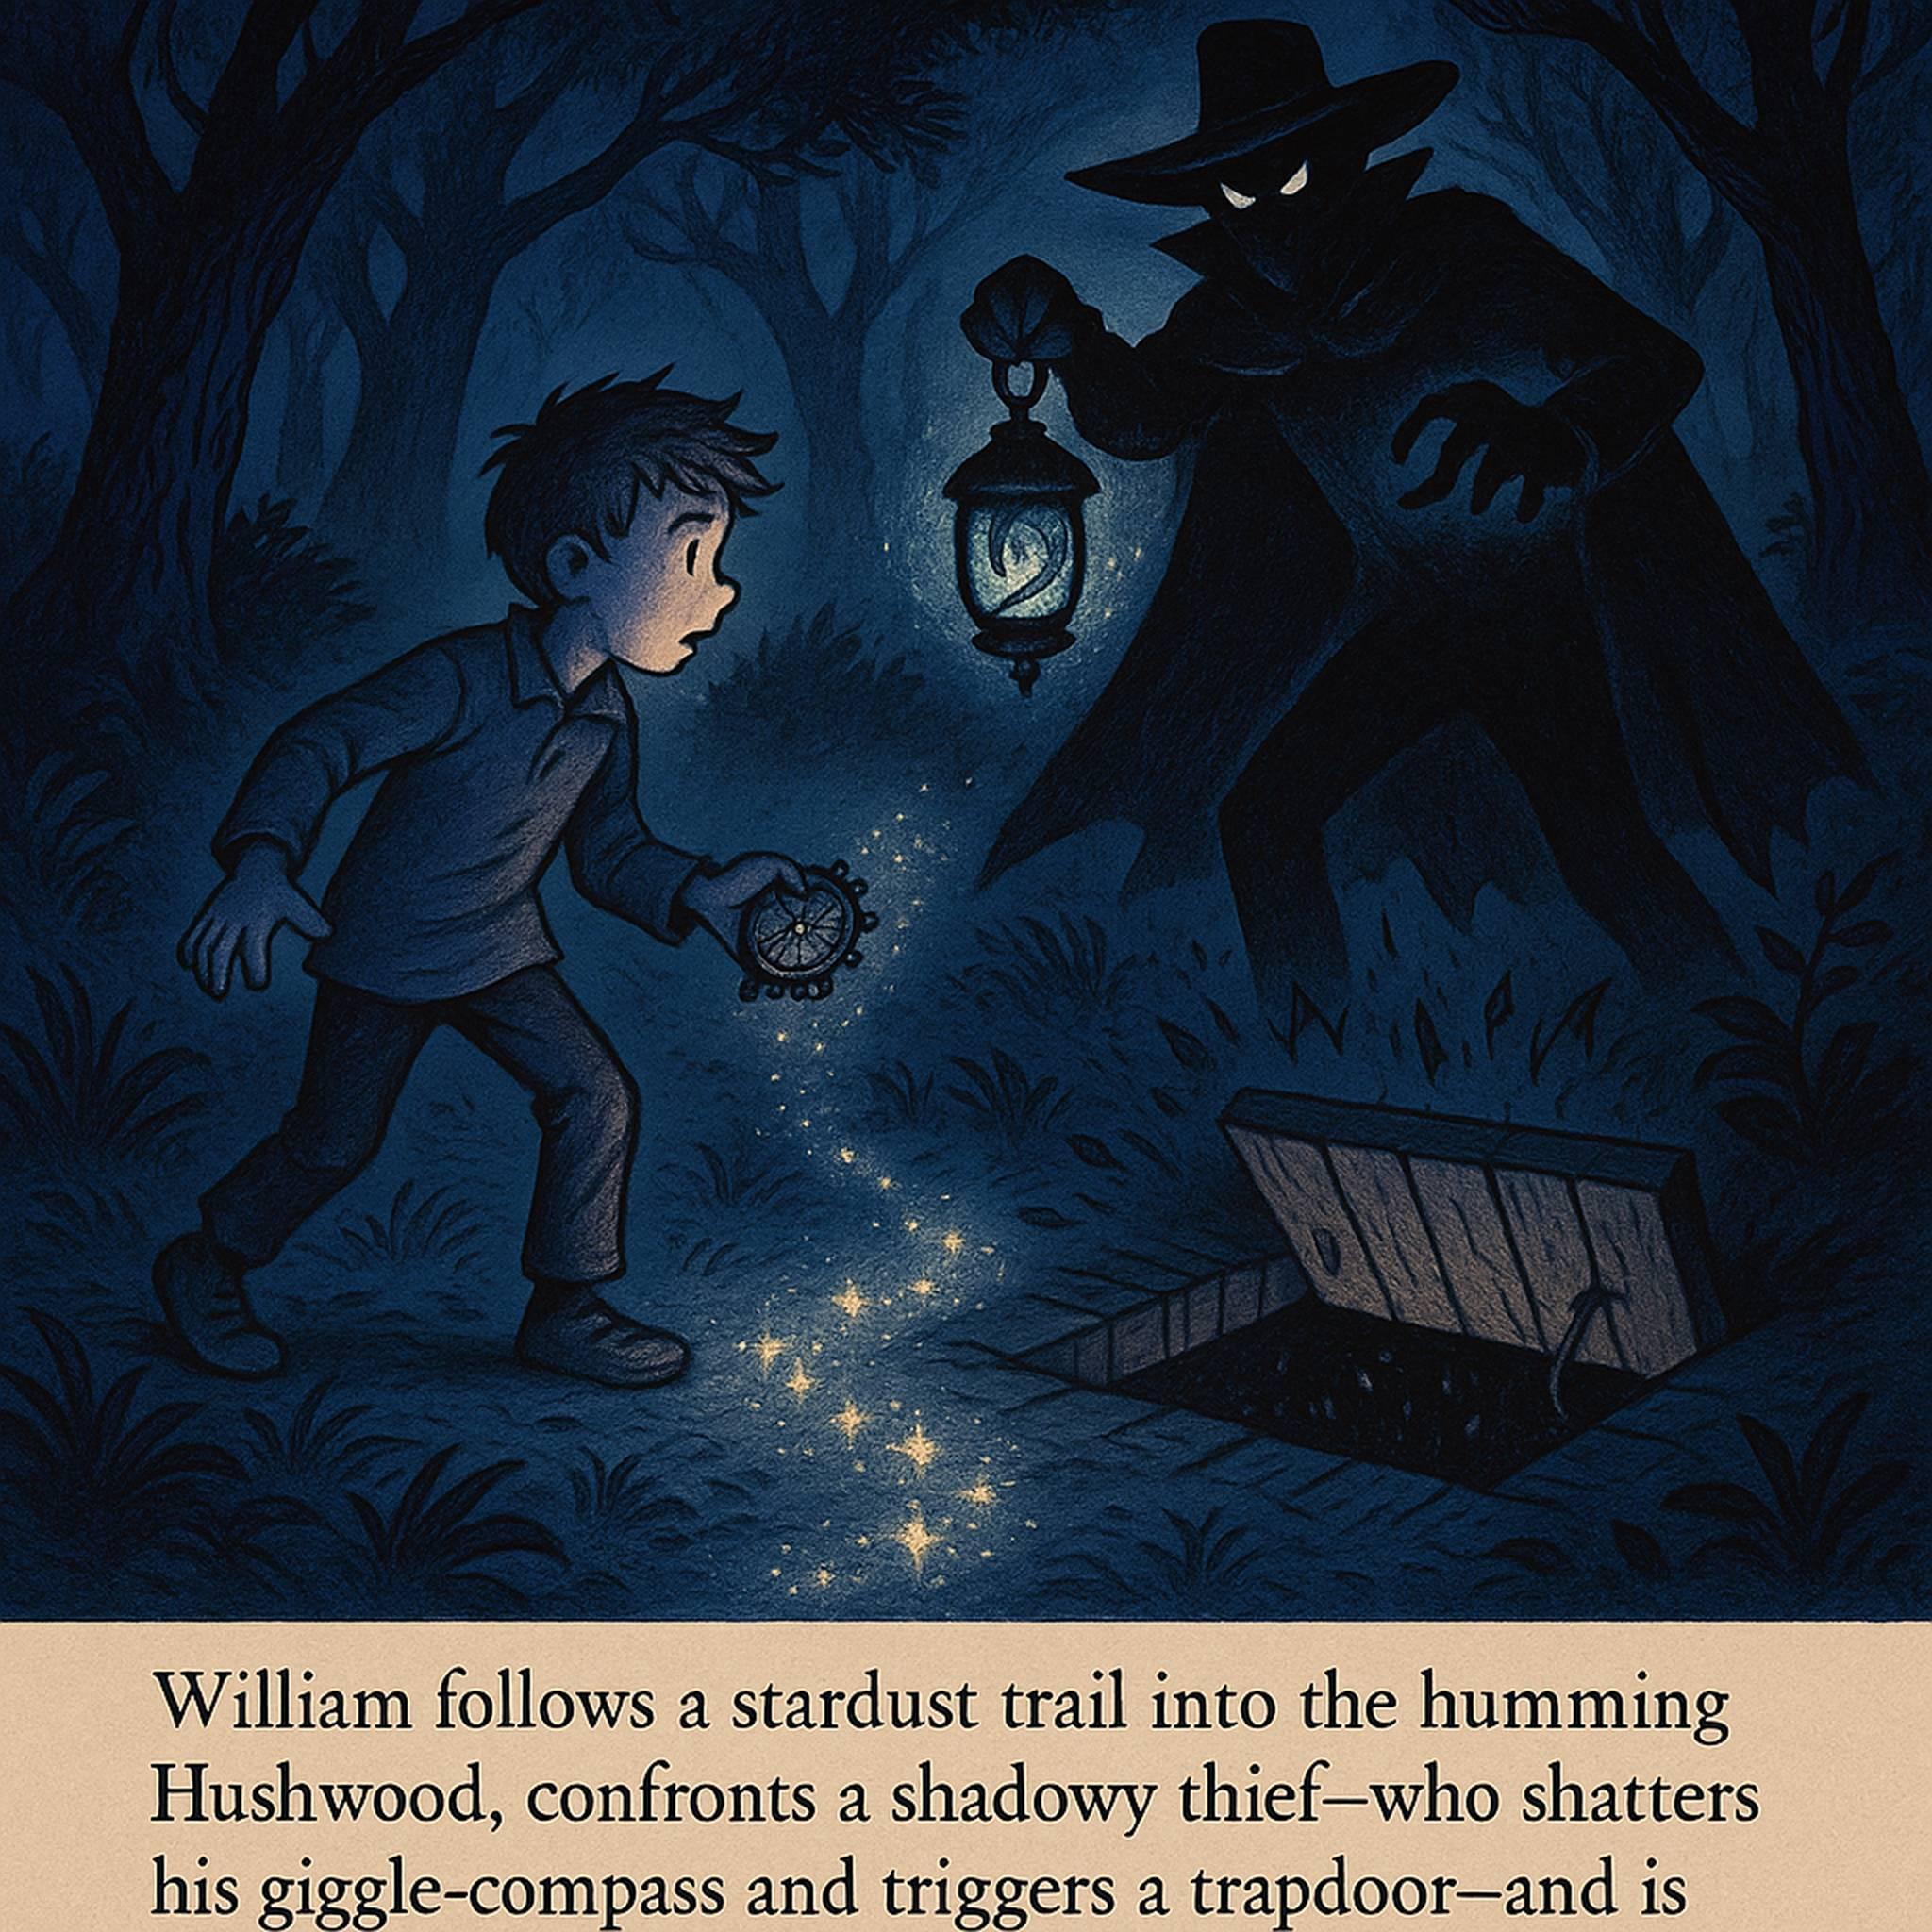 William follows a stardust trail into the humming
Hushwood, confronts a shadowy thief—who shatters
his giggle-compass and triggers a trapdoor—and is